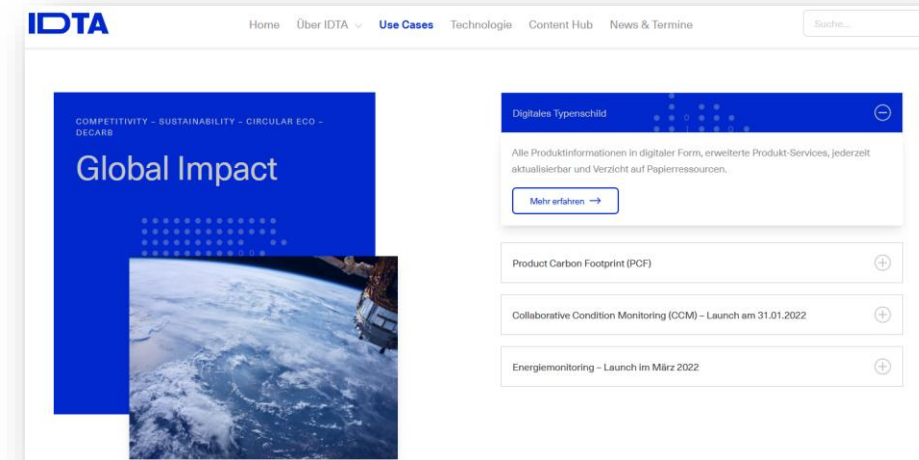 IDTA
Home Über IDTA Use Cases Technologie Content Hub News & Termine
Suche...
COMPETITIVITY – SUSTAINABILITY – CIRCULAR ECO –
DECARB
Global Impact
Digitales Typenschild
Alle Produktinformationen in digitaler Form, erweiterte Produkt-Services, jederzeit
aktualisierbar und Verzicht auf Papierressourcen.
Mehr erfahren →
Product Carbon Footprint (PCF)
Collaborative Condition Monitoring (CCM) – Launch am 31.01.2022
Energiemonitoring – Launch im März 2022